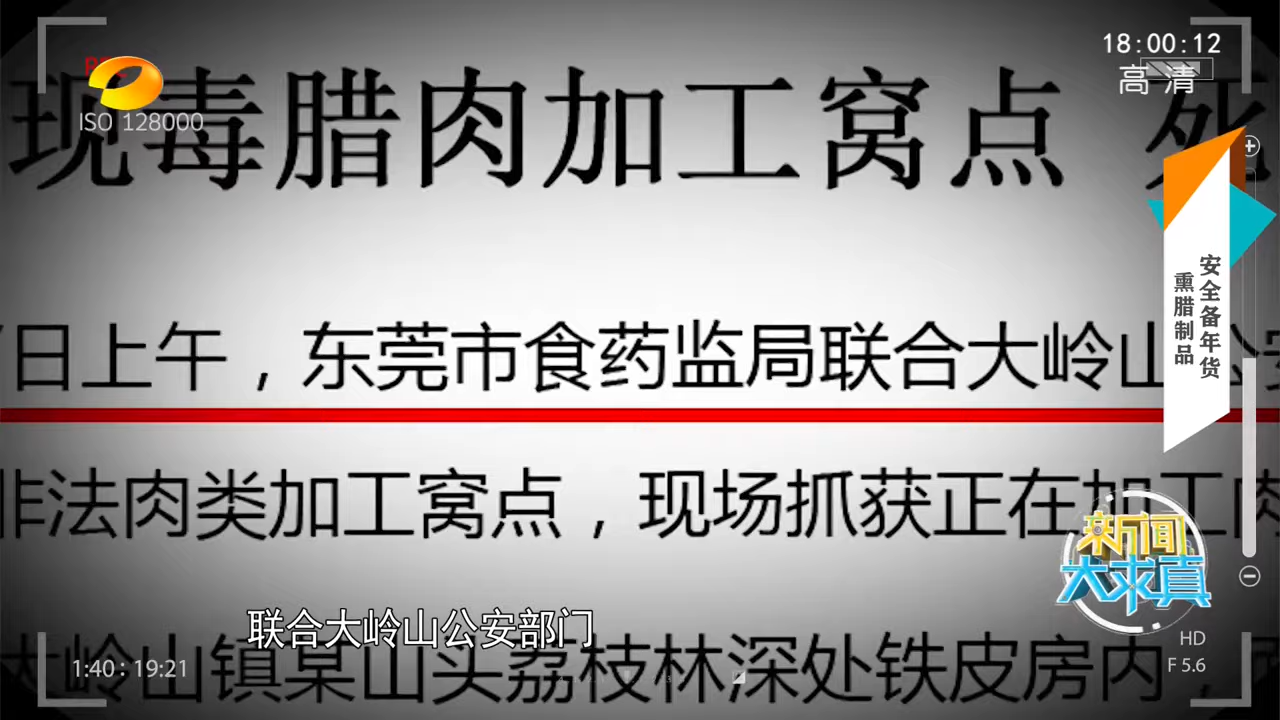 18:00:12
高清
ISO 128000
现毒腊肉加工窝点 死
日上午，东莞市食药监局联合大岭山公安
非法肉类加工窝点，现场抓获正在加工肉
大岭山镇某山头荔枝林深处铁皮房内，
安全备年货
熏腊制品
新闻
大求真
联合大岭山公安部门
1:40:19:21
HD
F 5.6